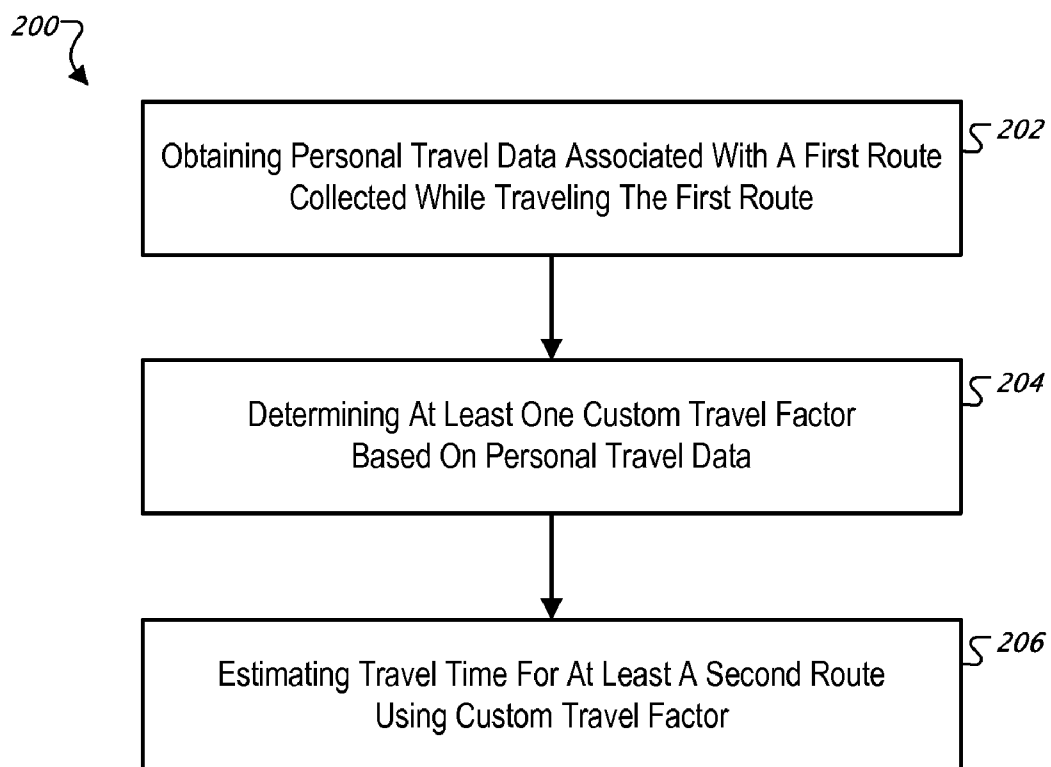 200
202
Obtaining Personal Travel Data Associated With A First Route
Collected While Traveling The First Route
204
Determining At Least One Custom Travel Factor
Based On Personal Travel Data
206
Estimating Travel Time For At Least A Second Route
Using Custom Travel Factor